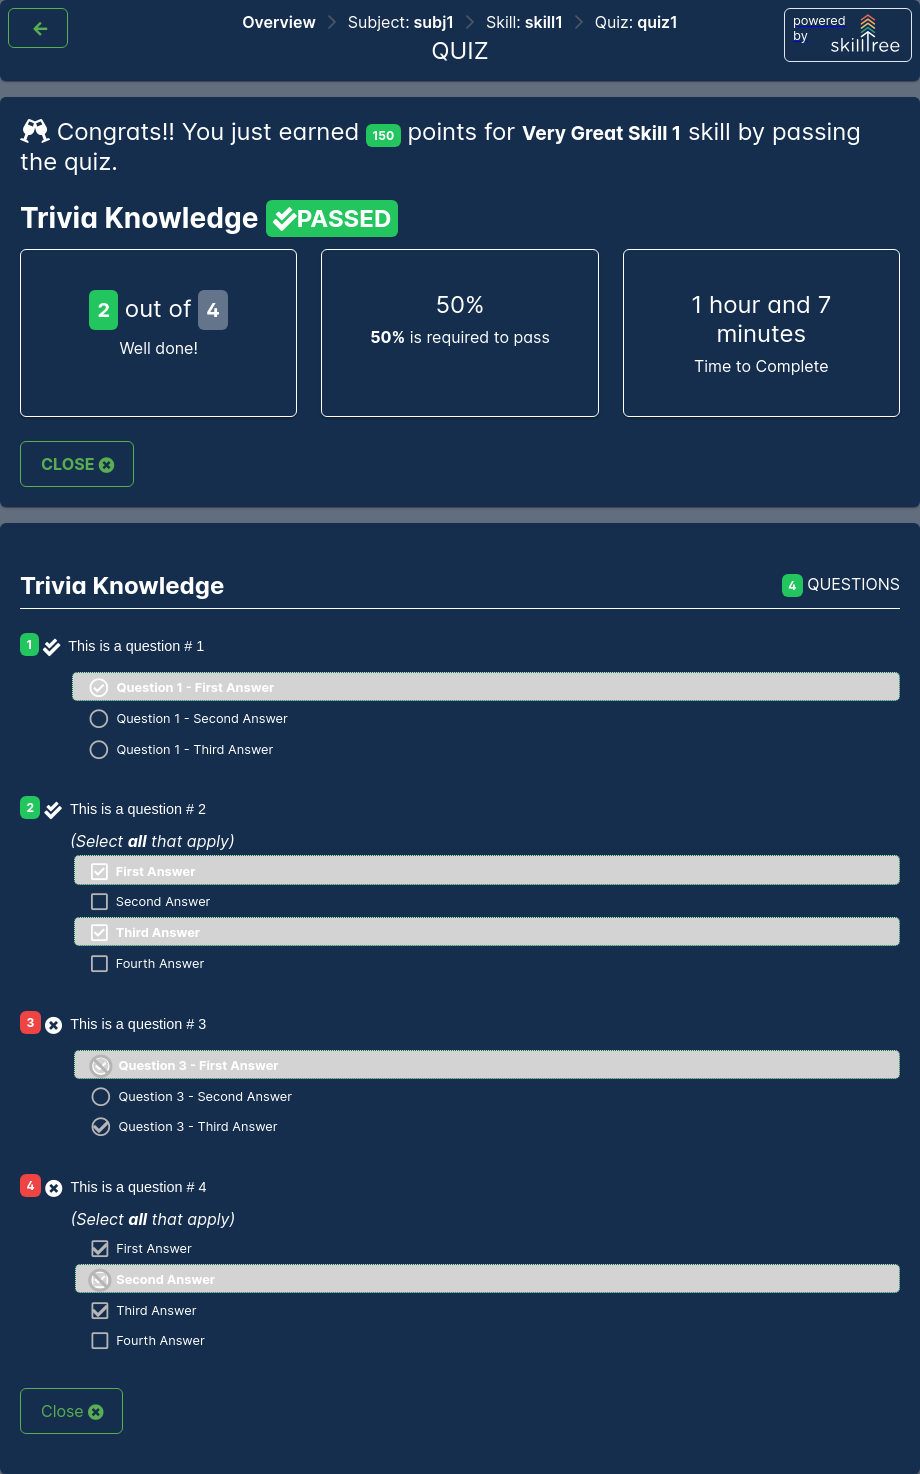 Overview > Subject: subj1 > Skill: skill1 > Quiz: quiz1
QUIZ
powered
by
skilltree
Congrats!! You just earned 150 points for Very Great Skill 1 skill by passing
the quiz.
Trivia Knowledge PASSED
2 out of 4
Well done!
50%
50% is required to pass
1 hour and 7
minutes
Time to Complete
CLOSE
Trivia Knowledge
4 QUESTIONS
1 This is a question # 1
Question 1 - First Answer
Question 1 - Second Answer
Question 1 - Third Answer
2 This is a question # 2
(Select all that apply)
First Answer
Second Answer
Third Answer
Fourth Answer
3 This is a question # 3
Question 3 - First Answer
Question 3 - Second Answer
Question 3 - Third Answer
4 This is a question # 4
(Select all that apply)
First Answer
Second Answer
Third Answer
Fourth Answer
Close